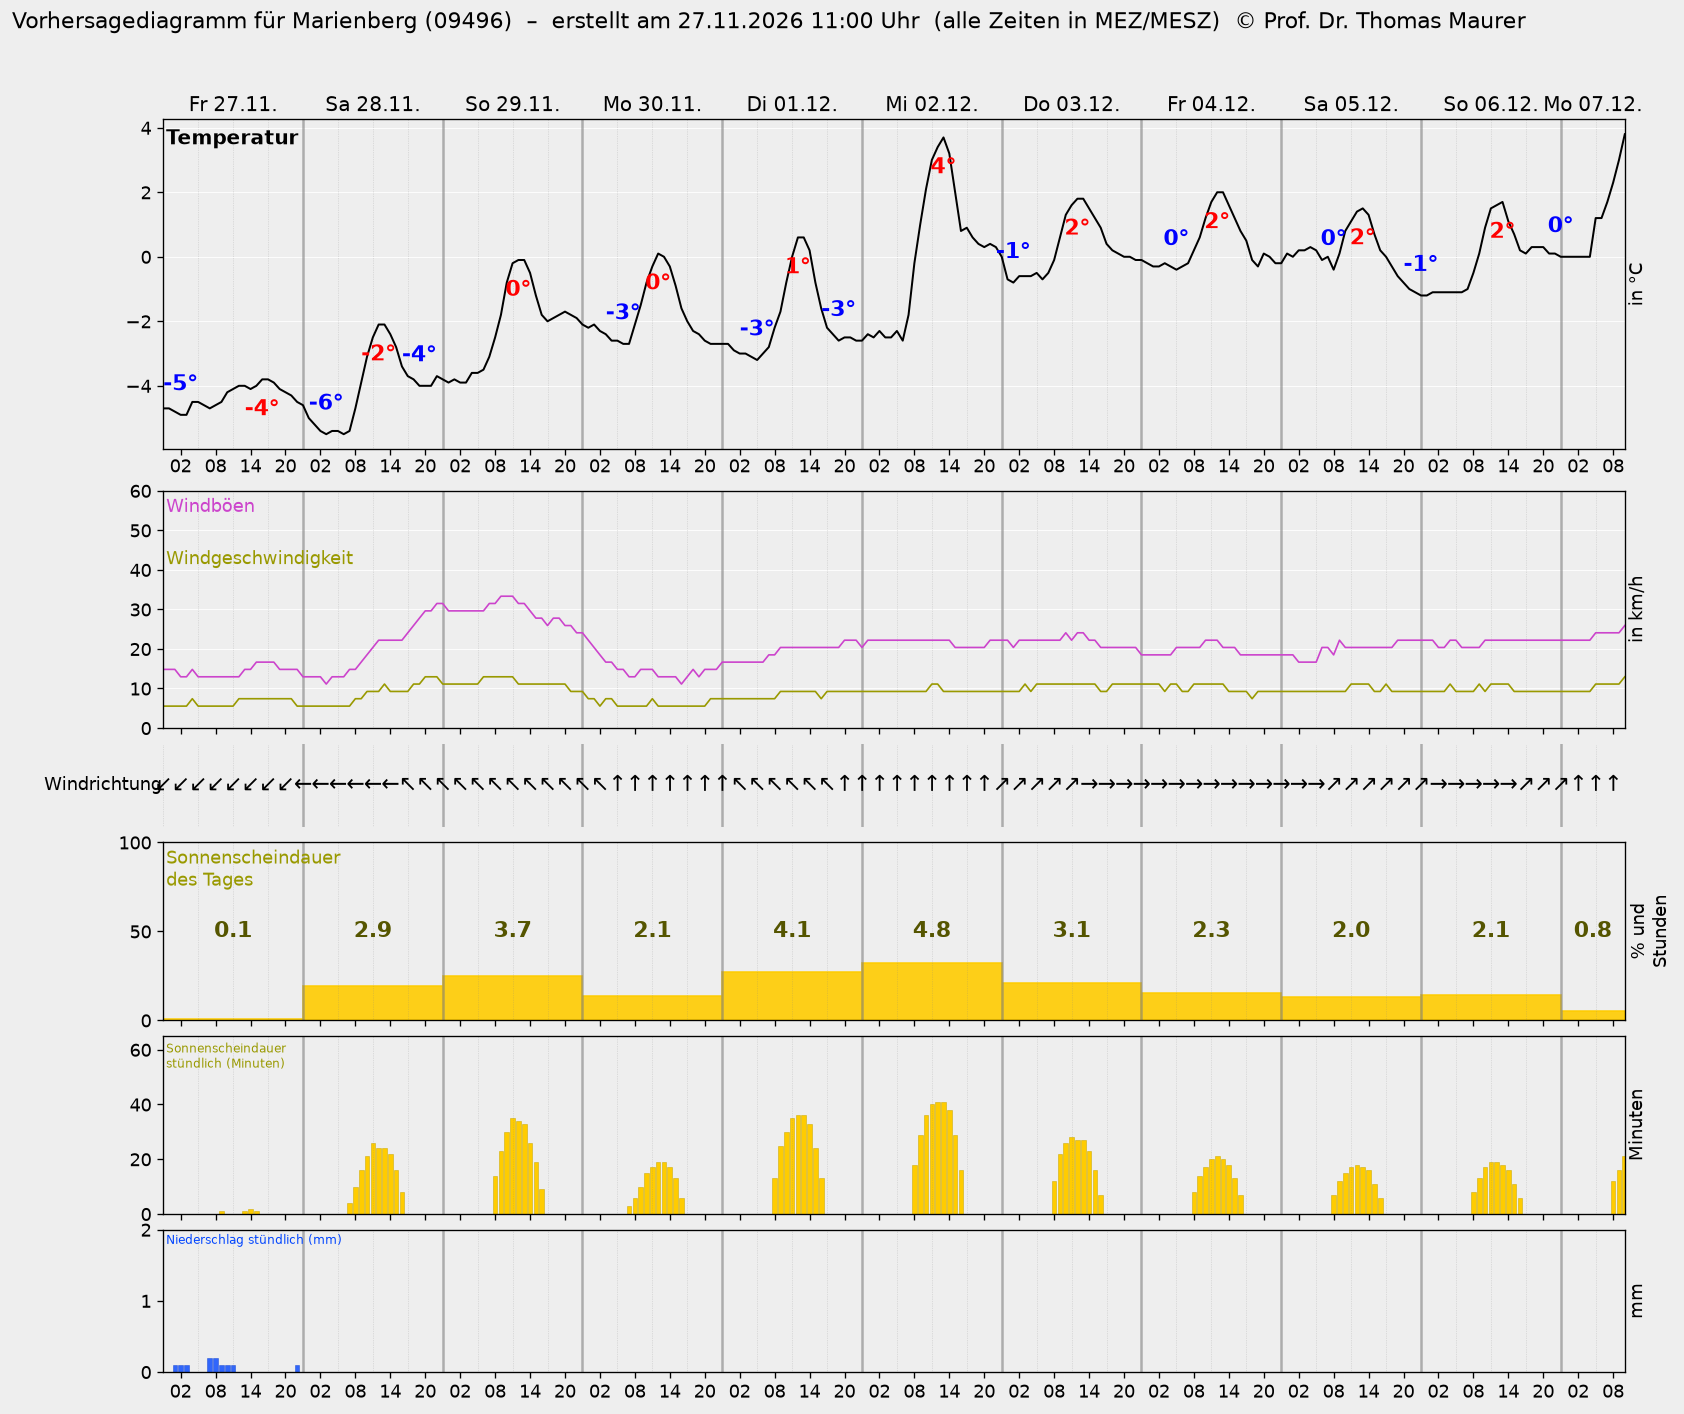 Vorhersagediagramm für Marienberg (09496) – erstellt am 27.11.2026 11:00 Uhr (alle Zeiten in MEZ/MESZ) © Prof. Dr. Thomas Maurer
Fr 27.11. Sa 28.11. So 29.11. Mo 30.11. Di 01.12. Mi 02.12. Do 03.12. Fr 04.12. Sa 05.12. So 06.12. Mo 07.12.
Temperatur
4
2
0
−2
−4
in °C
-5° -4° -6° -2° -4° 0° -3° 0° -3° 1° -3° 4° -1° 2° 0° 2° 0° 2° -1° 2° 0°
02 08 14 20 02 08 14 20 02 08 14 20 02 08 14 20 02 08 14 20 02 08 14 20 02 08 14 20 02 08 14 20 02 08 14 20 02 08 14 20 02 08
Windböen
Windgeschwindigkeit
60
50
40
30
20
10
0
in km/h
Windrichtung ↙↙↙↙↙↙↙↙←←←←←←↖↖↖↖↖↖↖↖↖↖↖↖↑↑↑↑↑↑↑↖↖↖↖↖↖↑↑↑↑↑↑↑↑↑↗↗↗↗↗→→→→→→→→→→→→→→↗↗↗↗↗↗→→→→→↗↗↗↑↑↑
Sonnenscheindauer
des Tages
100
50
0
% und
Stunden
0.1 2.9 3.7 2.1 4.1 4.8 3.1 2.3 2.0 2.1 0.8
Sonnenscheindauer
stündlich (Minuten)
60
40
20
0
Minuten
Niederschlag stündlich (mm)
2
1
0
mm
02 08 14 20 02 08 14 20 02 08 14 20 02 08 14 20 02 08 14 20 02 08 14 20 02 08 14 20 02 08 14 20 02 08 14 20 02 08 14 20 02 08